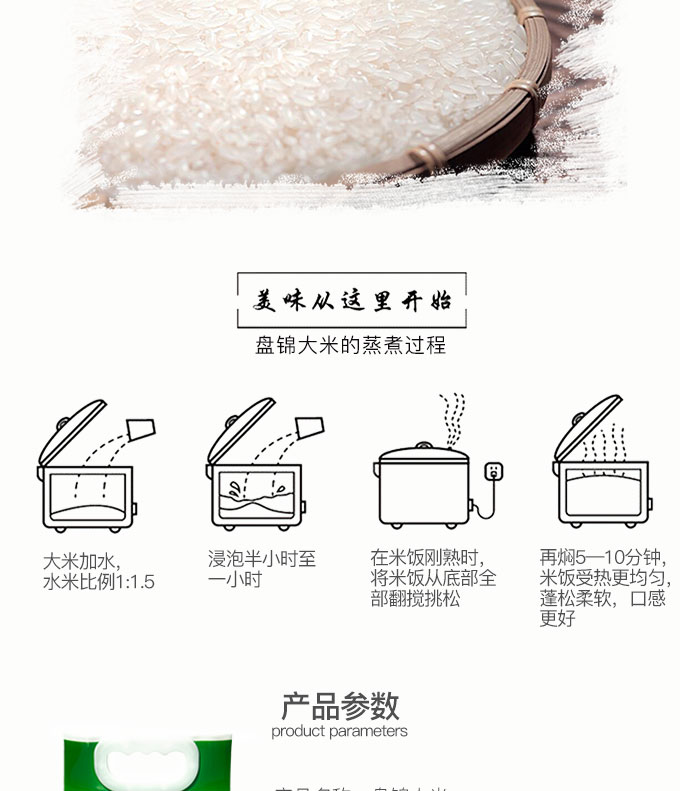 美味从这里开始
盘锦大米的蒸煮过程
大米加水，
水米比例1:1.5
浸泡半小时至
一小时
在米饭刚熟时，
将米饭从底部全
部翻搅挑松
再焖5—10分钟，
米饭受热更均匀，
蓬松柔软，口感
更好
产品参数
product parameters